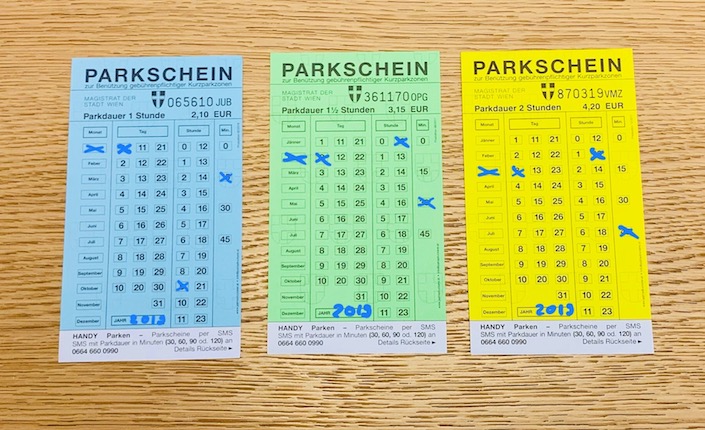 PARKSCHEIN
zur Benützung gebührenpflichtiger Kurzparkzonen
MAGISTRAT DER
STADT WIEN
065610 JUB
Parkdauer 1 Stunde 2,10 EUR
Monat Tag Stunde Min.
11 21 0 12 0
Feber 2 12 22 1 13
März 3 13 23 2 14
April 4 14 24 3 15
Mai 5 15 25 4 16 30
Juni 6 16 26 5 17
Juli 7 17 27 6 18 45
August 8 18 28 7 19
September 9 19 29 8 20
Oktober 10 20 30 21
November 31 10 22
Dezember JAHR 2019 11 23
HANDY Parken – Parkscheine per SMS
SMS mit Parkdauer in Minuten (30, 60, 90 od. 120) an
0664 660 0990 Details Rückseite ►
PARKSCHEIN
zur Benützung gebührenpflichtiger Kurzparkzonen
MAGISTRAT DER
STADT WIEN
361170 OPG
Parkdauer 1½ Stunden 3,15 EUR
Monat Tag Stunde Min.
Jänner 1 11 21 0 0
12 22 1 13
März 3 13 23 2 14 15
April 4 14 24 3 15
Mai 5 15 25 4 16
Juni 6 16 26 5 17
Juli 7 17 27 6 18 45
August 8 18 28 7 19
September 9 19 29 8 20
Oktober 10 20 30 9 21
November 31 10 22
Dezember JAHR 2019 11 23
HANDY Parken – Parkscheine per SMS
SMS mit Parkdauer in Minuten (30, 60, 90 od. 120) an
0664 660 0990 Details Rückseite ►
PARKSCHEIN
zur Benützung gebührenpflichtiger Kurzparkzonen
MAGISTRAT DER
STADT WIEN
870319 VMZ
Parkdauer 2 Stunden 4,20 EUR
Monat Tag Stunde Min.
Jänner 1 11 21 0 12 0
Feber 2 12 22 1
13 23 2 14 15
April 4 14 24 3 15
Mai 5 15 25 4 16 30
Juni 6 16 26 5 17
Juli 7 17 27 6 18
August 8 18 28 7 19
September 9 19 29 8 20
Oktober 10 20 30 9 21
November 31 10 22
Dezember JAHR 2019 11 23
HANDY Parken – Parkscheine per SMS
SMS mit Parkdauer in Minuten (30, 60, 90 od. 120) an
0664 660 0990 Details Rückseite ►